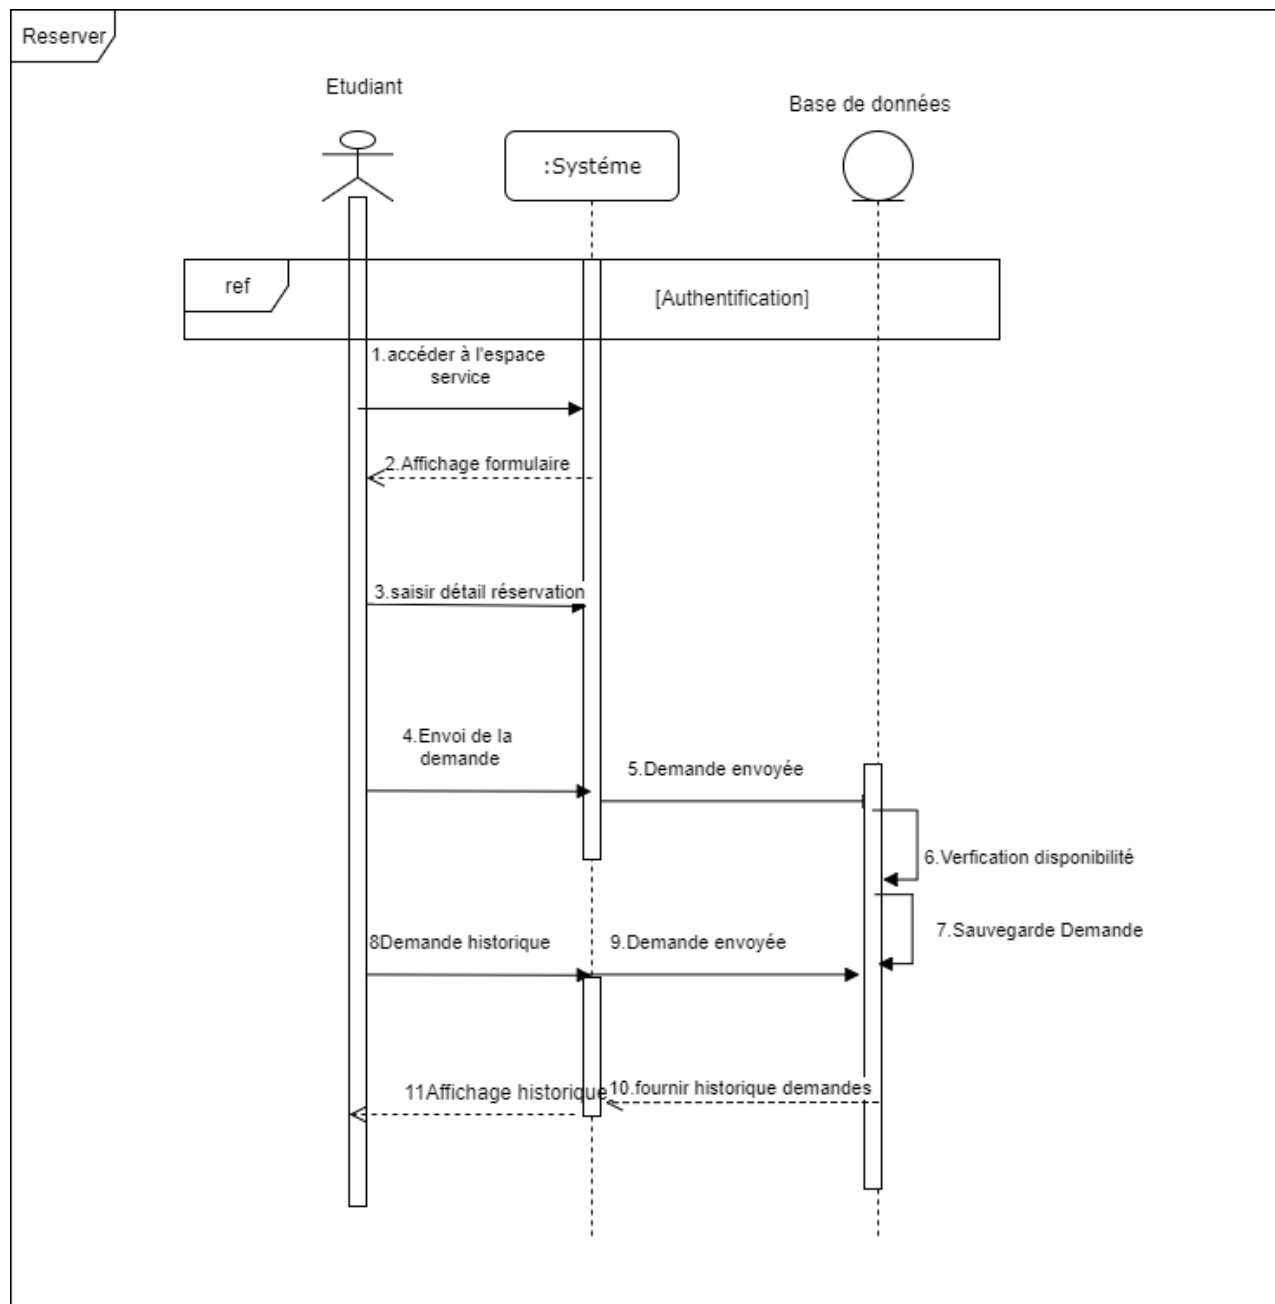 Reserver
Etudiant
Base de données
:Systéme
ref
[Authentification]
1.accéder à l'espace
service
2.Affichage formulaire
3.saisir détail réservation
4.Envoi de la
demande
5.Demande envoyée
6.Verfication disponibilité
7.Sauvegarde Demande
8Demande historique
9.Demande envoyée
10.fournir historique demandes
11Affichage historique